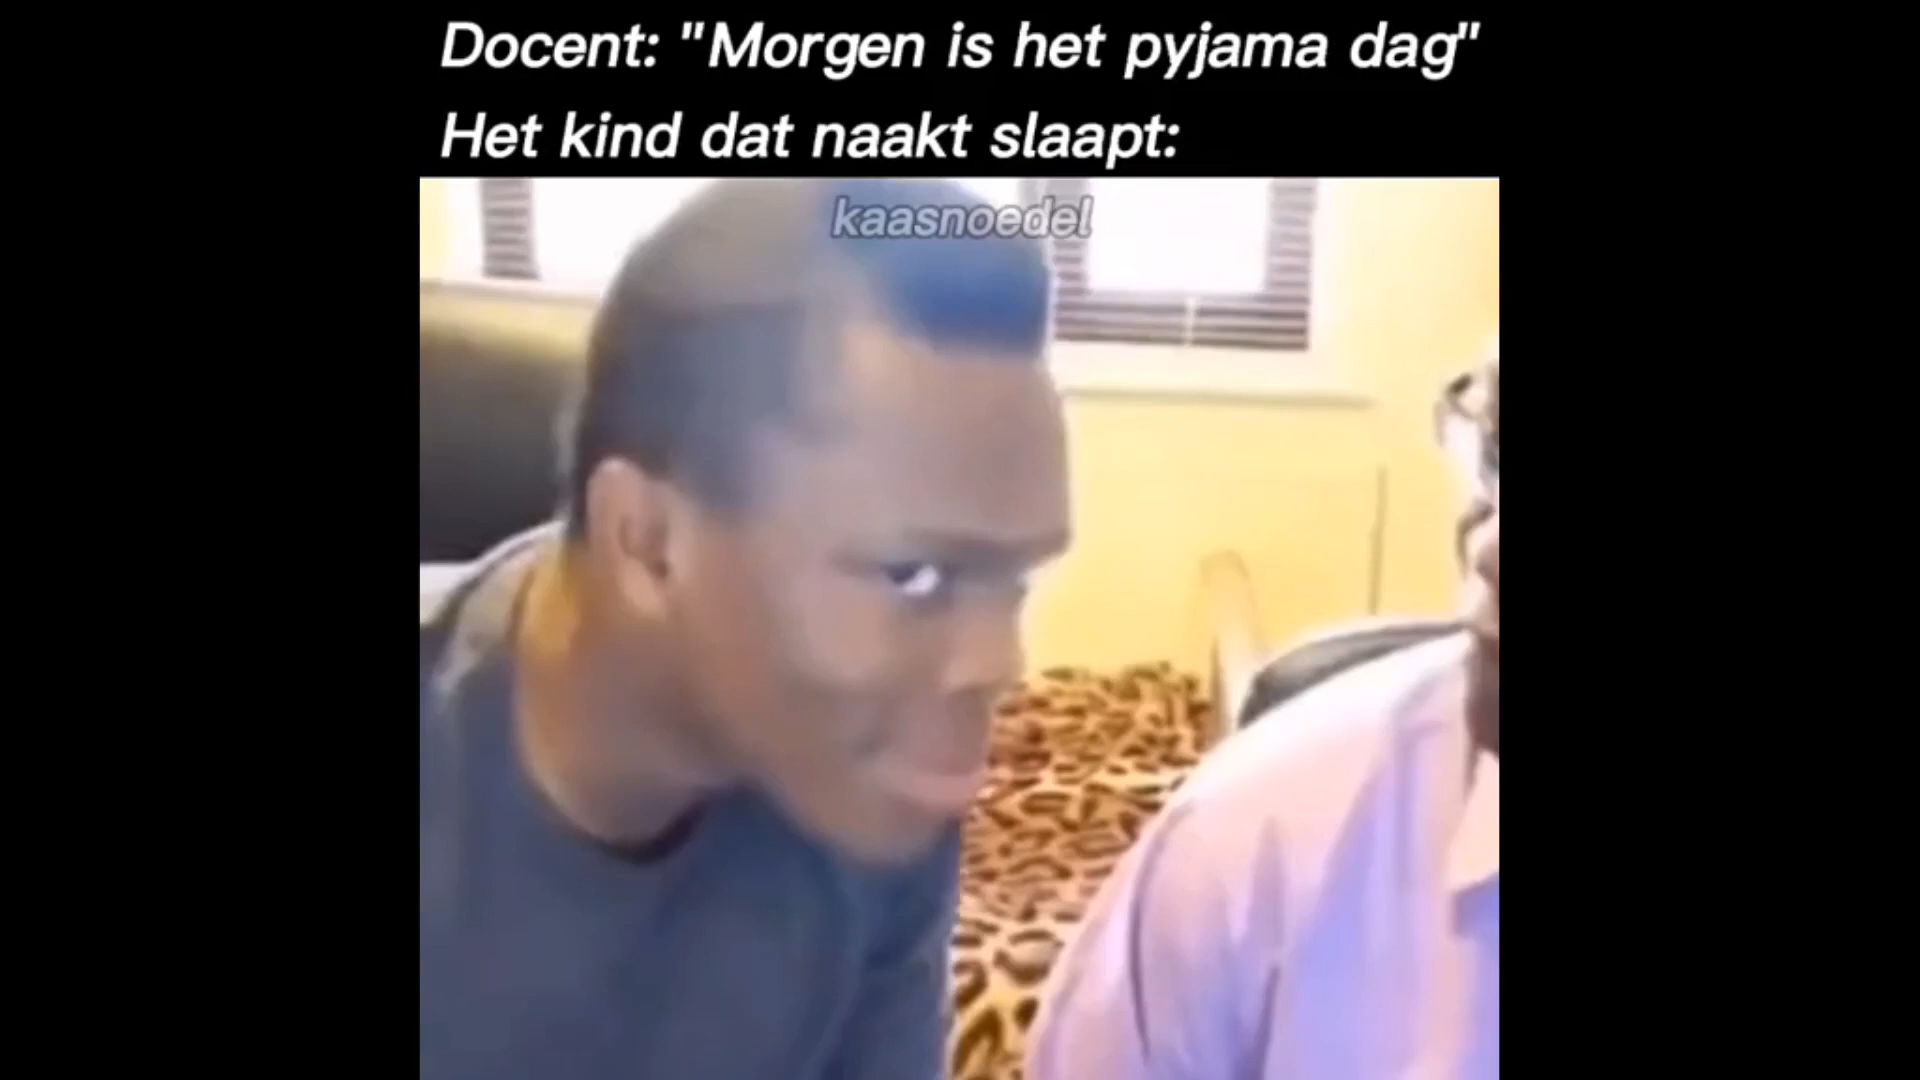 Docent: "Morgen is het pyjama dag"
Het kind dat naakt slaapt:
kaasnoedel